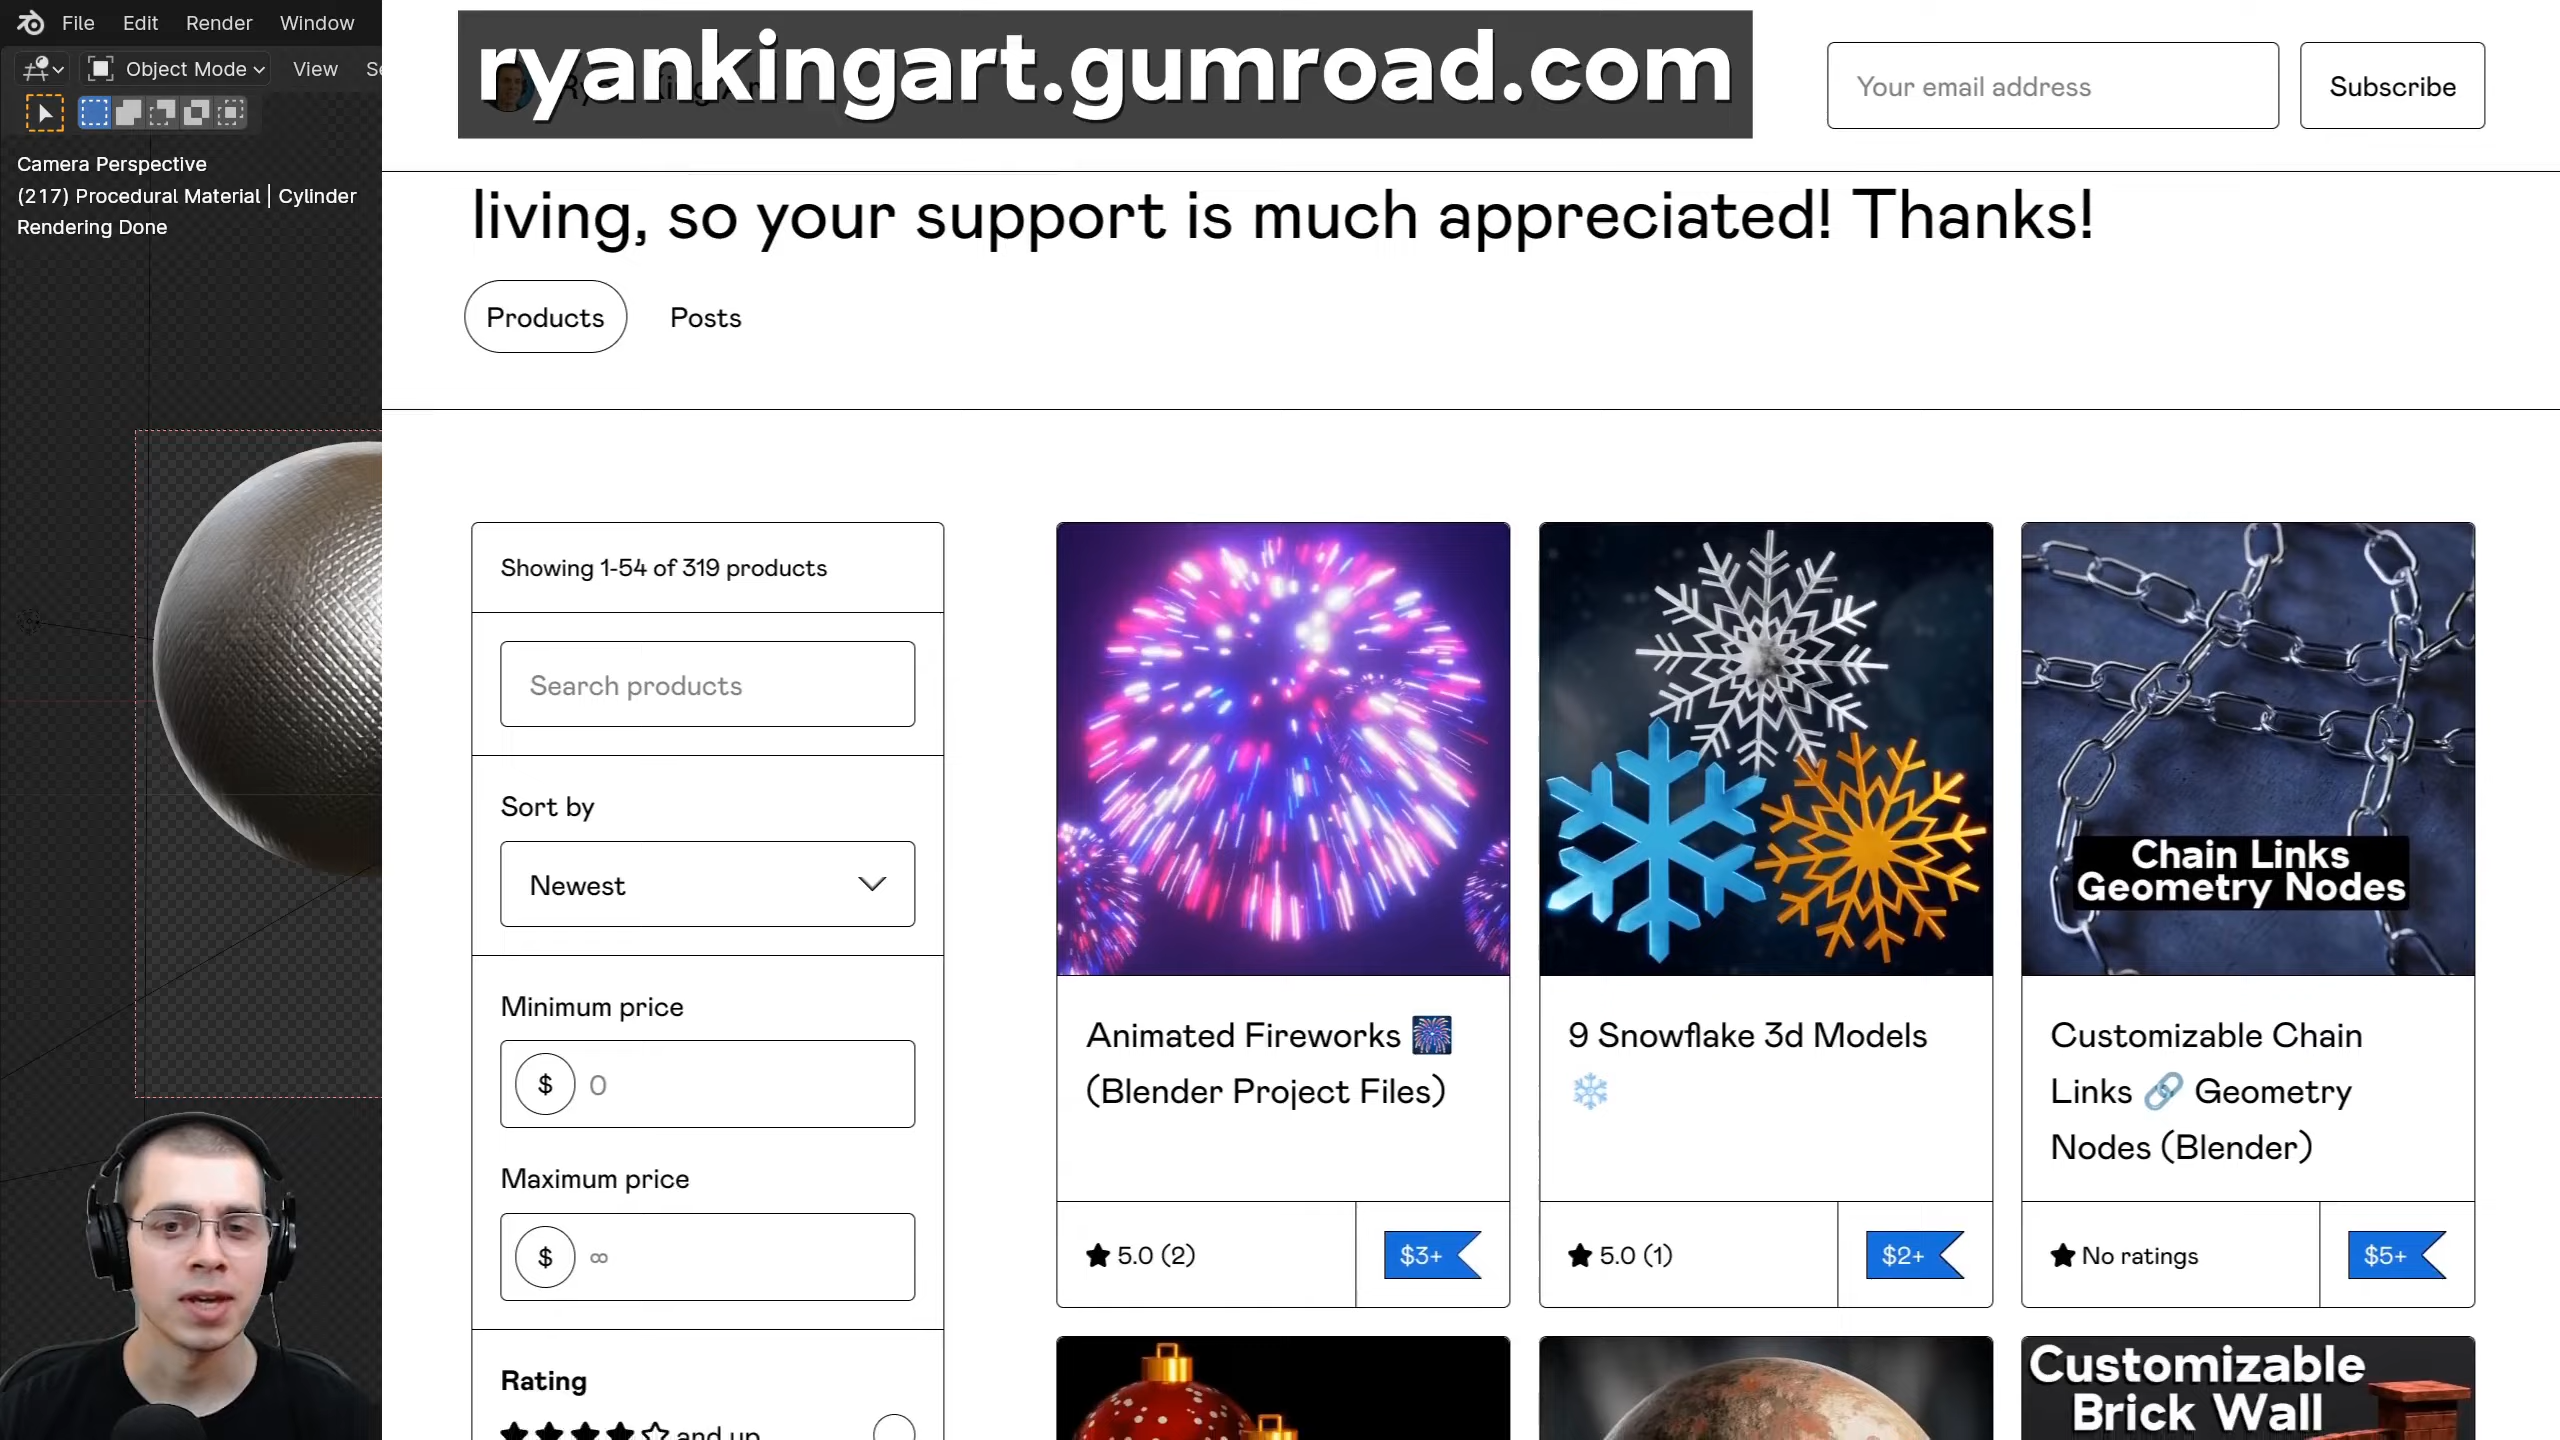 File Edit Render Window
Object Mode View
Camera Perspective
(217) Procedural Material | Cylinder
Rendering Done
ryankingart.gumroad.com
Your email address
Subscribe
living, so your support is much appreciated! Thanks!
Products Posts
Showing 1-54 of 319 products
Search products
Sort by
Newest
Minimum price
$ 0
Maximum price
$ ∞
Rating
and up
Chain Links
Geometry Nodes
Animated Fireworks 🎆
(Blender Project Files)
5.0 (2) $3+
9 Snowflake 3d Models
❄️
5.0 (1) $2+
Customizable Chain
Links 🔗 Geometry
Nodes (Blender)
No ratings $5+
Customizable
Brick Wall